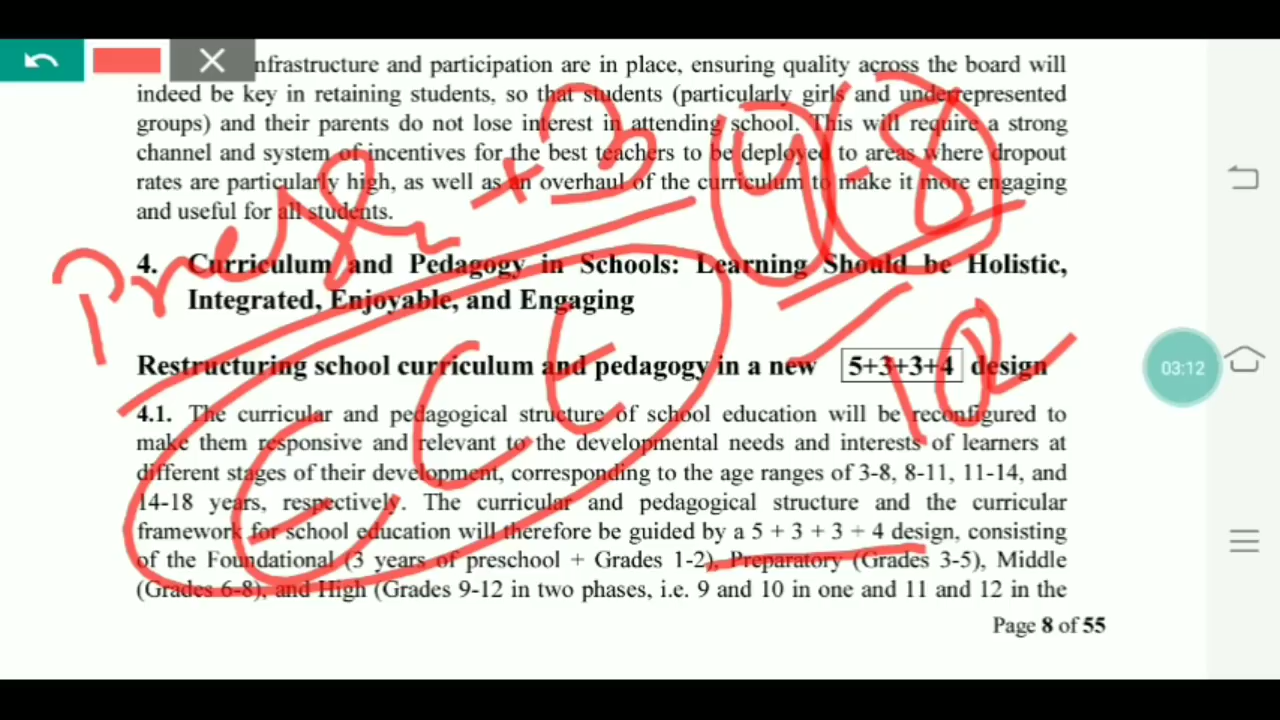 nfrastructure and participation are in place, ensuring quality across the board will
indeed be key in retaining students, so that students (particularly girls and underrepresented
groups) and their parents do not lose interest in attending school. This will require a strong
channel and system of incentives for the best teachers to be deployed to areas where dropout
rates are particularly high, as well as an overhaul of the curriculum to make it more engaging
and useful for all students.
+3
8
4. Curriculum and Pedagogy in Schools: Learning Should be Holistic,
Integrated, Enjoyable, and Engaging
Restructuring school curriculum and pedagogy in a new 5+3+3+4 design
03:12
ECCE
4.1. The curricular and pedagogical structure of school education will be reconfigured to
make them responsive and relevant to the developmental needs and interests of learners at
different stages of their development, corresponding to the age ranges of 3-8, 8-11, 11-14, and
14-18 years, respectively. The curricular and pedagogical structure and the curricular
framework for school education will therefore be guided by a 5 + 3 + 3 + 4 design, consisting
of the Foundational (3 years of preschool + Grades 1-2), Preparatory (Grades 3-5), Middle
(Grades 6-8), and High (Grades 9-12 in two phases, i.e. 9 and 10 in one and 11 and 12 in the
Page 8 of 55